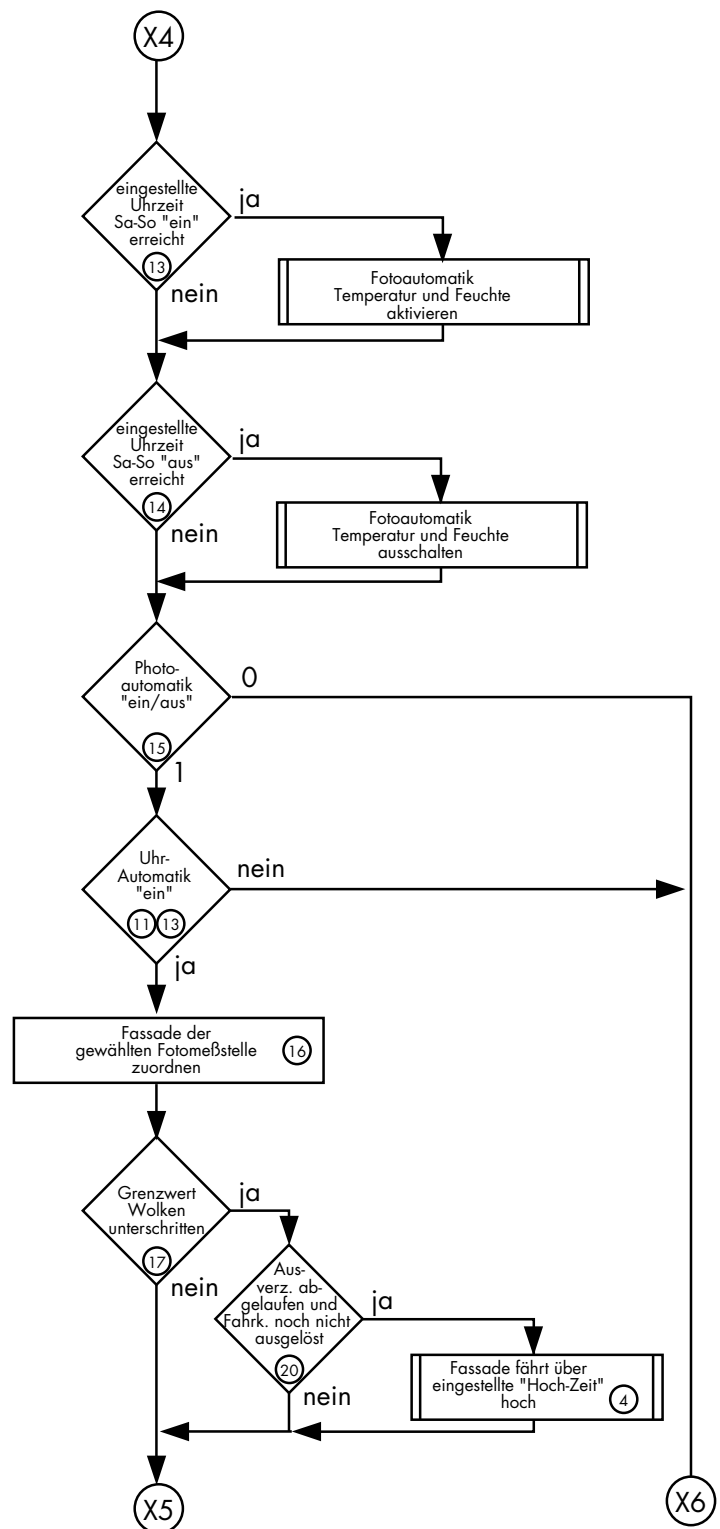 X4
eingestellte
Uhrzeit
Sa-So "ein"
erreicht
13
ja
nein
Fotoautomatik
Temperatur und Feuchte
aktivieren
eingestellte
Uhrzeit
Sa-So "aus"
erreicht
14
ja
nein
Fotoautomatik
Temperatur und Feuchte
ausschalten
Photo-
automatik
"ein/aus"
15
0
1
Uhr-
Automatik
"ein"
11 13
nein
ja
Fassade der
gewählten Fotomeßstelle
zuordnen
16
Grenzwert
Wolken
unterschritten
17
ja
nein
Aus-
verz. ab-
gelaufen und
Fahrk. noch nicht
ausgelöst
20
ja
nein
Fassade fährt über
eingestellte "Hoch-Zeit"
hoch
4
X5
X6